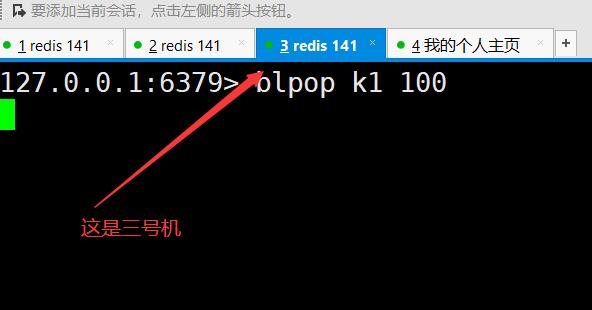 要添加当前会话，点击左侧的箭头按钮。
1 redis 141 × 2 redis 141 × 3 redis 141 × 4 我的个人主页 × +
127.0.0.1:6379> blpop k1 100
这是三号机